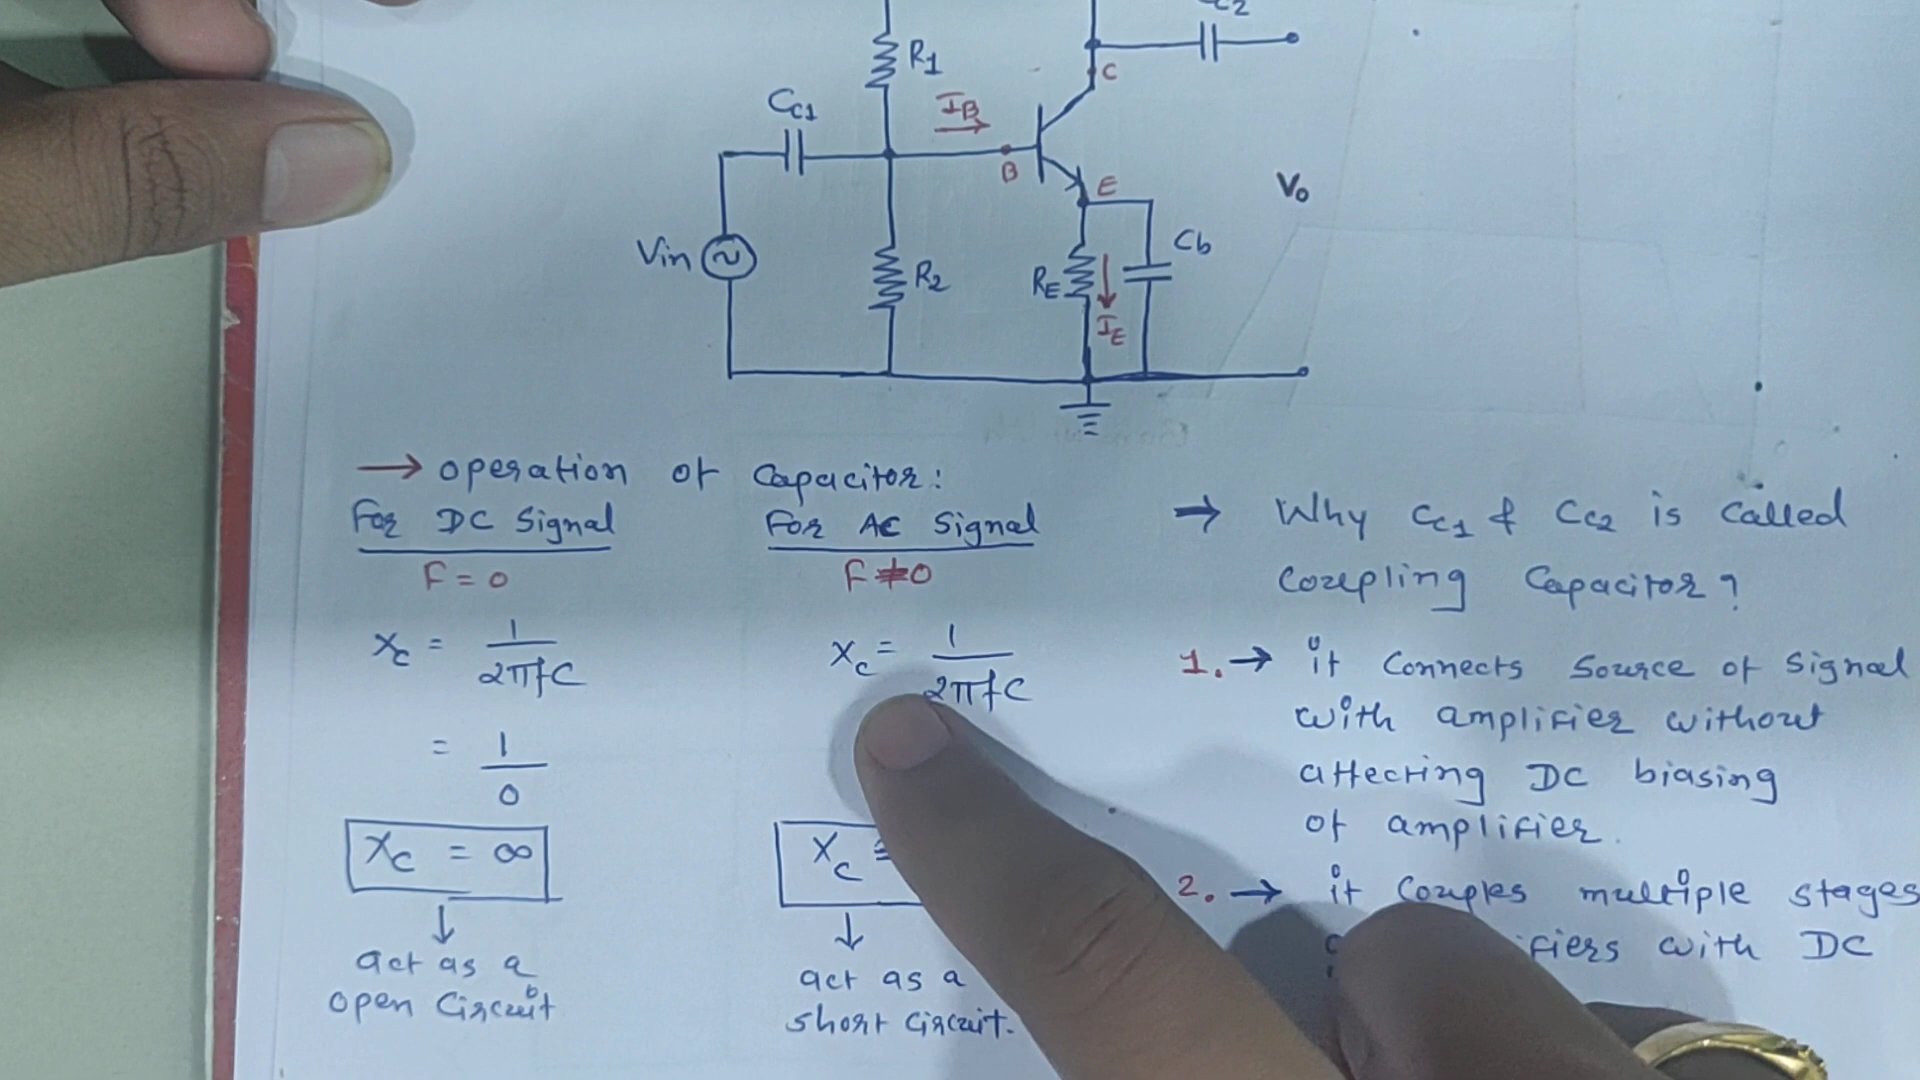 C2
R1
C
Cc1
IB
B
E
Vo
Vin
R2
RE
Cb
IE
→ operation of Capacitor:
For DC Signal
F = 0
Xc = 1 / 2πfC
= 1 / 0
Xc = ∞
↓
act as a
open Circuit
For AC Signal
F ≠ 0
Xc = 1 / 2πfC
Xc
↓
act as a
short circuit.
→ Why Cc1 & Cc2 is called
Coupling Capacitor?
1. → it Connects Source of Signal
with amplifier without
affecting DC biasing
of amplifier.
2. → it Couples multiple stages
fiers with DC